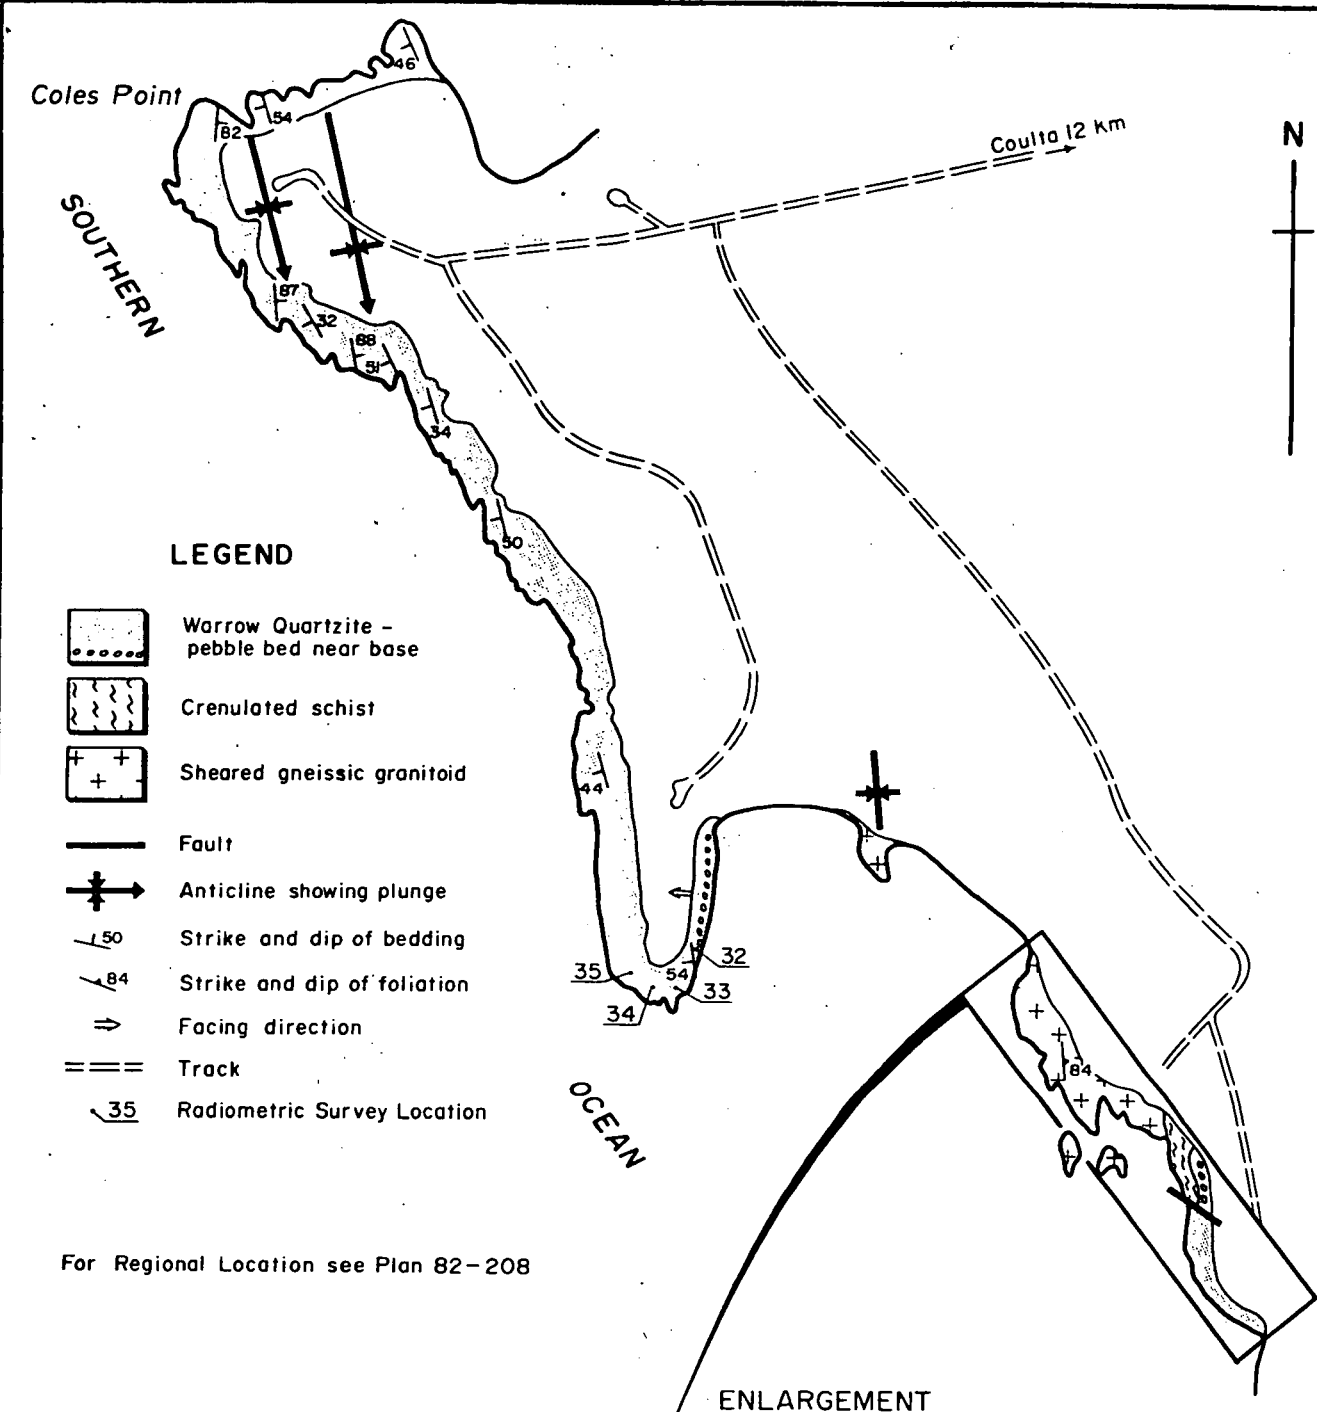 46
Coles Point
54
82
Coulta 12 Km
N
SOUTHERN
87
32
88
51
34
50
LEGEND
Warrow Quartzite -
pebble bed near base
Crenulated schist
Sheared gneissic granitoid
Fault
Anticline showing plunge
50 Strike and dip of bedding
84 Strike and dip of foliation
Facing direction
Track
35 Radiometric Survey Location
44
32
35
54
33
34
84
OCEAN
For Regional Location see Plan 82-208
ENLARGEMENT